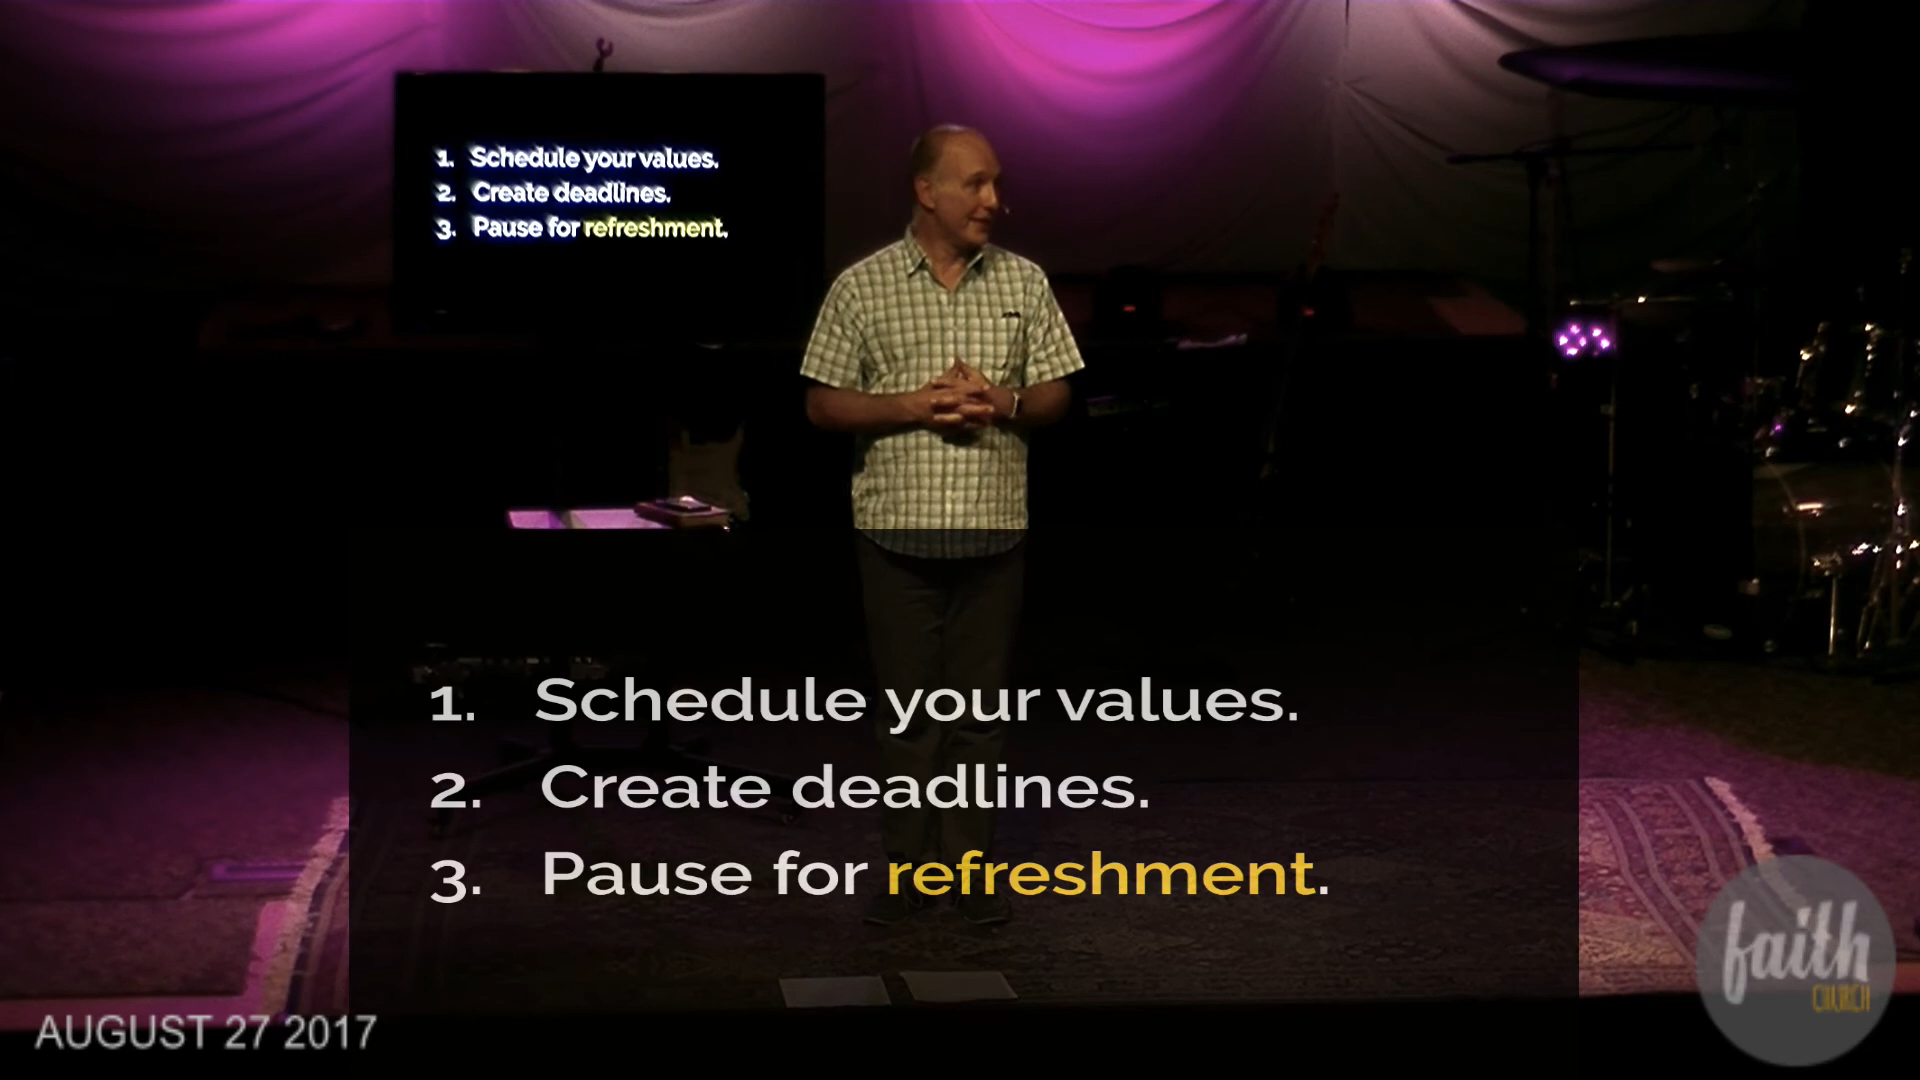 1. Schedule your values.
2. Create deadlines.
3. Pause for refreshment.
1. Schedule your values.
2. Create deadlines.
3. Pause for refreshment.
AUGUST 27 2017
faith
CHURCH